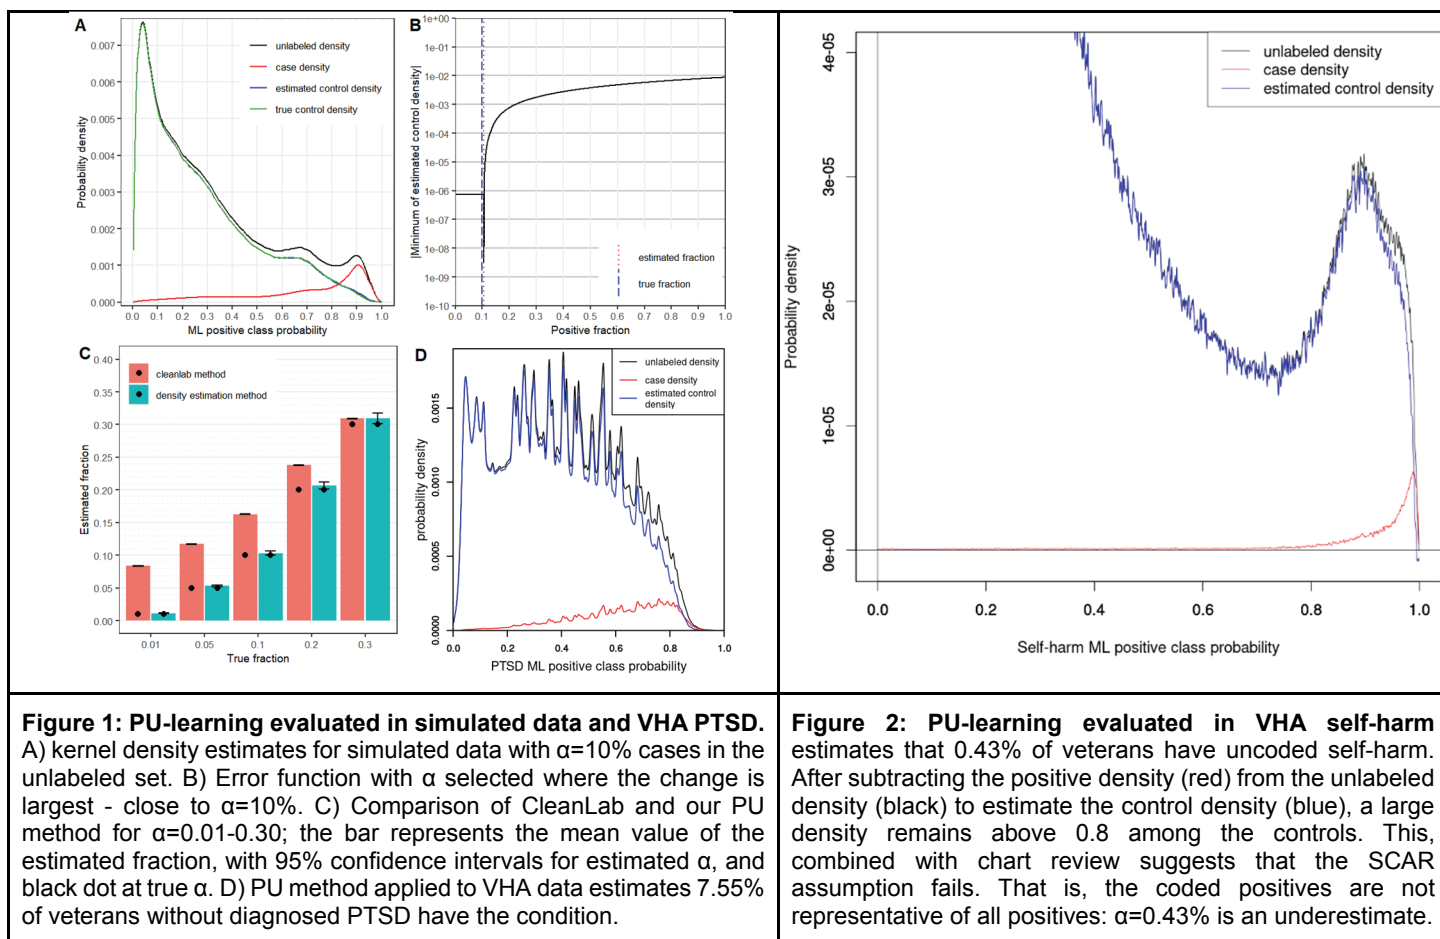 A
unlabeled density
case density
estimated control density
true control density
Probability density
0.007
0.006
0.005
0.004
0.003
0.002
0.001
0.000
0.0 0.1 0.2 0.3 0.4 0.5 0.6 0.7 0.8 0.9 1.0
ML positive class probability
B
|Minimum of estimated control density|
1e+00
1e-01
1e-02
1e-03
1e-04
1e-05
1e-06
1e-07
1e-08
1e-09
1e-10
estimated fraction
true fraction
0.0 0.1 0.2 0.3 0.4 0.5 0.6 0.7 0.8 0.9 1.0
Positive fraction
C
cleanlab method
density estimation method
Estimated fraction
0.40
0.35
0.30
0.25
0.20
0.15
0.10
0.05
0.00
0.01 0.05 0.1 0.2 0.3
True fraction
D
unlabeled density
case density
estimated control
density
probability density
0.0015
0.0010
0.0005
0.0000
0.0 0.2 0.4 0.6 0.8 1.0
PTSD ML positive class probability
unlabeled density
case density
estimated control density
Probability density
4e-05
3e-05
2e-05
1e-05
0e+00
0.0 0.2 0.4 0.6 0.8 1.0
Self-harm ML positive class probability
Figure 1: PU-learning evaluated in simulated data and VHA PTSD.
A) kernel density estimates for simulated data with α=10% cases in the
unlabeled set. B) Error function with α selected where the change is
largest - close to α=10%. C) Comparison of CleanLab and our PU
method for α=0.01-0.30; the bar represents the mean value of the
estimated fraction, with 95% confidence intervals for estimated α, and
black dot at true α. D) PU method applied to VHA data estimates 7.55%
of veterans without diagnosed PTSD have the condition.
Figure 2: PU-learning evaluated in VHA self-harm
estimates that 0.43% of veterans have uncoded self-harm.
After subtracting the positive density (red) from the unlabeled
density (black) to estimate the control density (blue), a large
density remains above 0.8 among the controls. This,
combined with chart review suggests that the SCAR
assumption fails. That is, the coded positives are not
representative of all positives: α=0.43% is an underestimate.